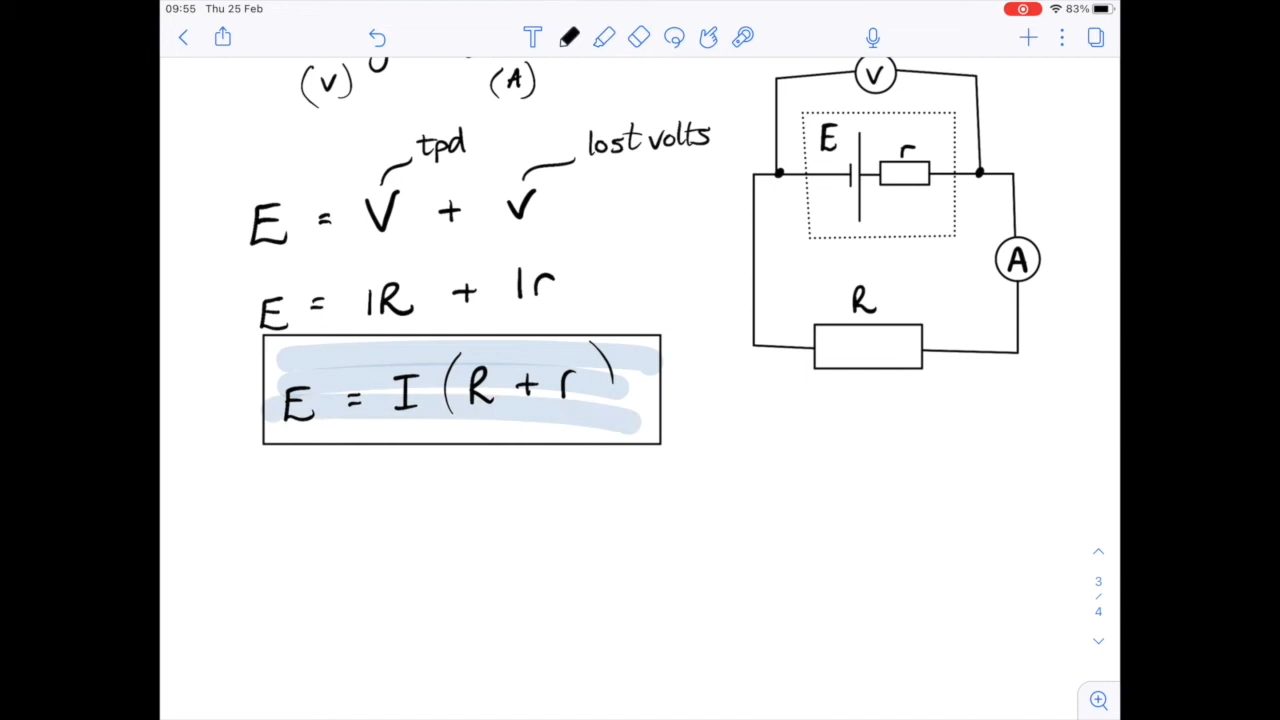 09:55 Thu 25 Feb
83%
T
(V)
(A)
tpd
lost volts
E = V + v
E = IR + Ir
E = I (R + r)
V
E
r
A
R
3
/
4